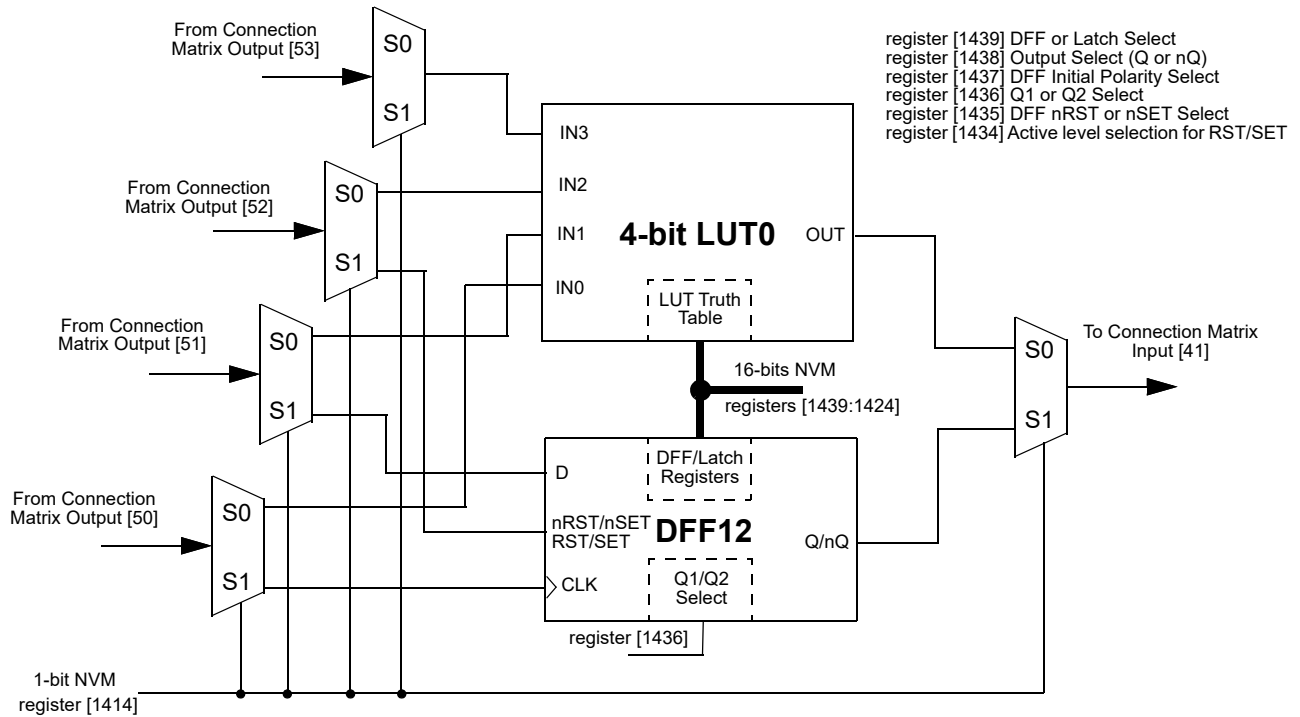 From Connection
Matrix Output [53]
S0
S1
register [1439] DFF or Latch Select
register [1438] Output Select (Q or nQ)
register [1437] DFF Initial Polarity Select
register [1436] Q1 or Q2 Select
register [1435] DFF nRST or nSET Select
register [1434] Active level selection for RST/SET
From Connection
Matrix Output [52]
S0
S1
IN3
IN2
IN1
IN0
4-bit LUT0
OUT
LUT Truth
Table
From Connection
Matrix Output [51]
S0
S1
16-bits NVM
registers [1439:1424]
S0
S1
To Connection Matrix
Input [41]
From Connection
Matrix Output [50]
S0
S1
D
nRST/nSET
RST/SET
CLK
DFF/Latch
Registers
DFF12
Q/nQ
Q1/Q2
Select
register [1436]
1-bit NVM
register [1414]